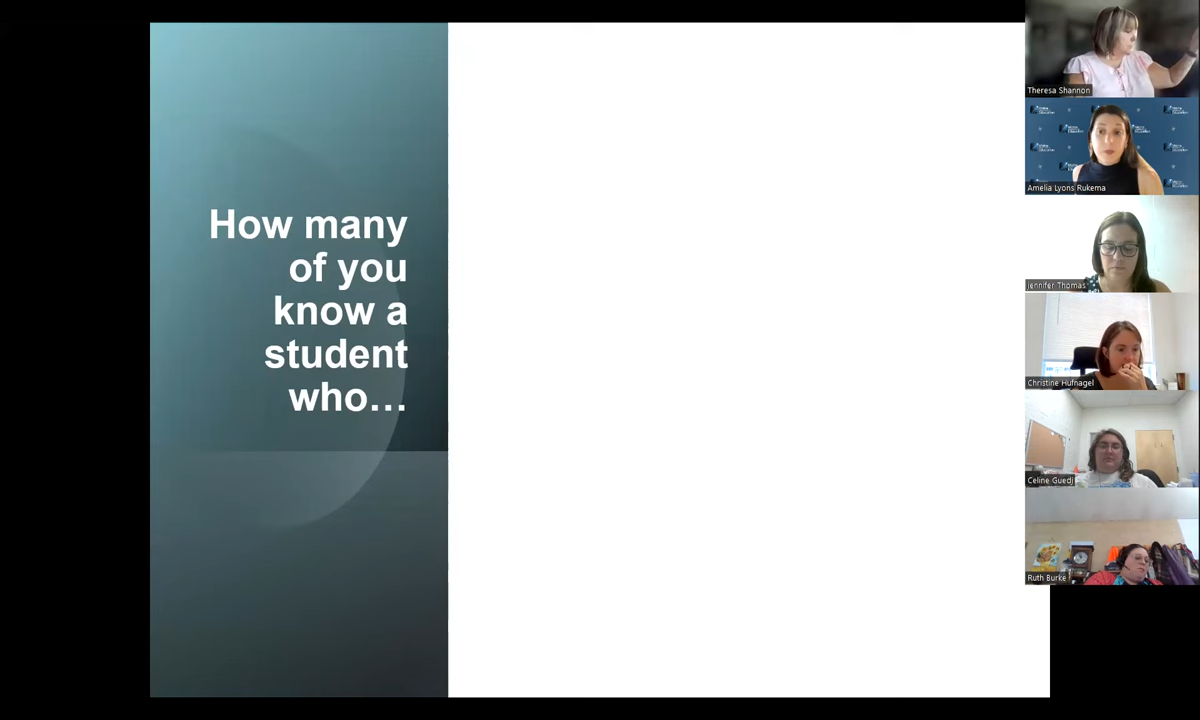 How many
of you
know a
student
who...
Theresa Shannon
Amelia Lyons Rukema
jennifer Thomas
Christine Hufnagel
Celine Guedj
Ruth Burke